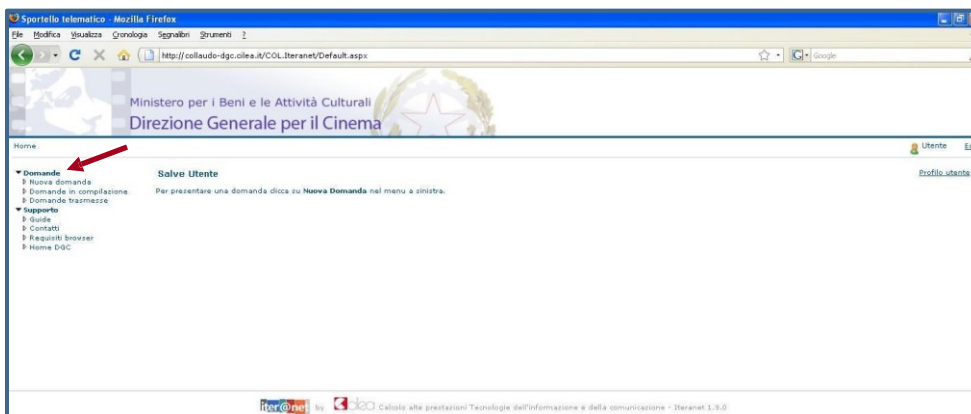 Sportello telematico - Mozilla Firefox
File Modifica Visualizza Cronologia Segnalibri Strumenti ?
http://collaudo-dgc.cilea.it/COL.Iteranet/Default.aspx
Google
Ministero per i Beni e le Attività Culturali
Direzione Generale per il Cinema
Home
Utente
Domande
Nuova domanda
Domande in compilazione
Domande trasmesse
Supporto
Guide
Contatti
Requisiti browser
Home DGC
Salve Utente
Profilo utente
Per presentare una domanda clicca su Nuova Domanda nel menu a sinistra.
iter@net by cilea Calcolo alte prestazioni Tecnologie dell'informazione e della comunicazione - Iteranet 1.9.0